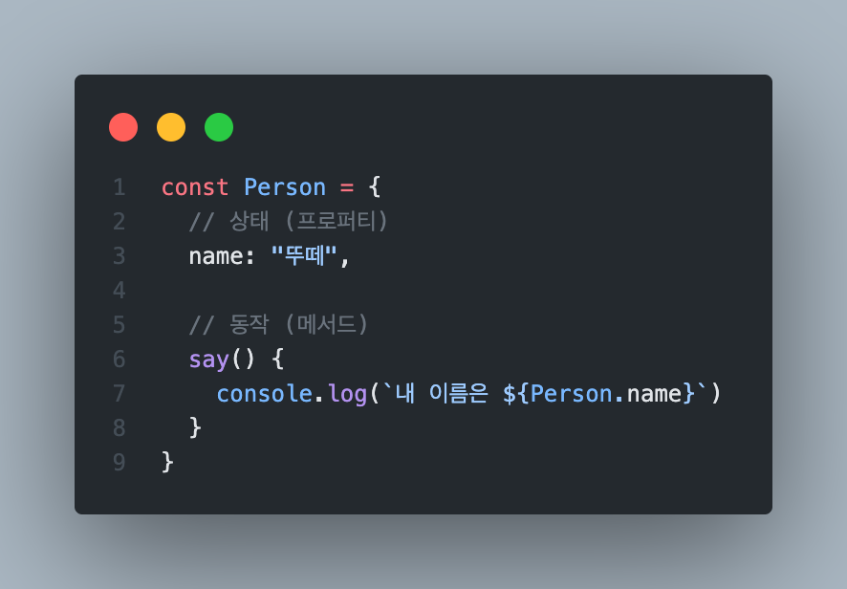 1 const Person = {
2   // 상태 (프로퍼티)
3   name: "뚜떼",
4
5   // 동작 (메서드)
6   say() {
7     console.log(`내 이름은 ${Person.name}`)
8   }
9 }